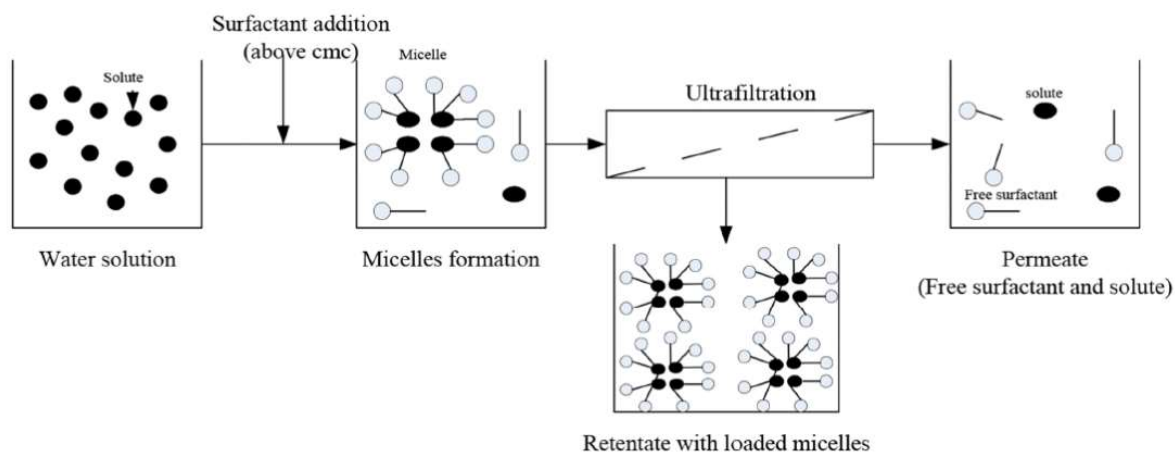 Surfactant addition
(above cmc)
Solute
Micelle
Ultrafiltration
solute
Free surfactant
Water solution
Micelles formation
Permeate
(Free surfactant and solute)
Retentate with loaded micelles